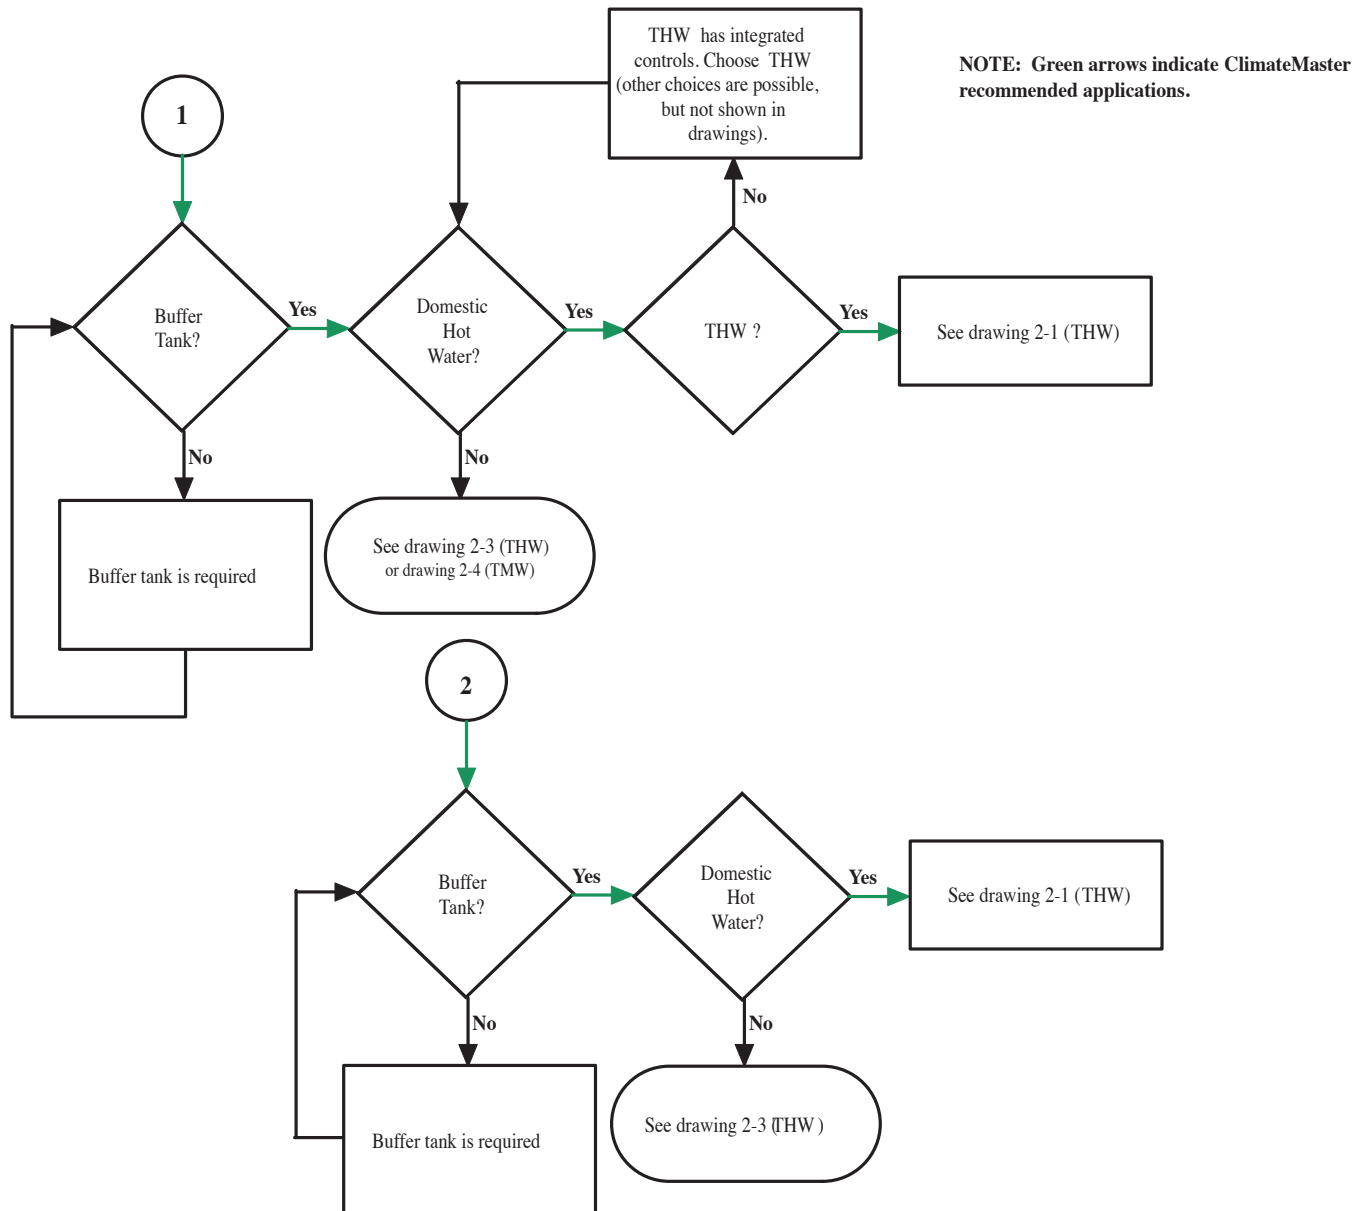 THW has integrated
controls. Choose THW
(other choices are possible,
but not shown in
drawings).
NOTE: Green arrows indicate ClimateMaster
recommended applications.
1
No
Buffer
Tank?
Yes
Domestic
Hot
Water?
Yes
THW ?
Yes
See drawing 2-1 (THW)
No
No
Buffer tank is required
See drawing 2-3 (THW)
or drawing 2-4 (TMW)
2
Buffer
Tank?
Yes
Domestic
Hot
Water?
Yes
See drawing 2-1 (THW)
No
No
Buffer tank is required
See drawing 2-3 (THW )